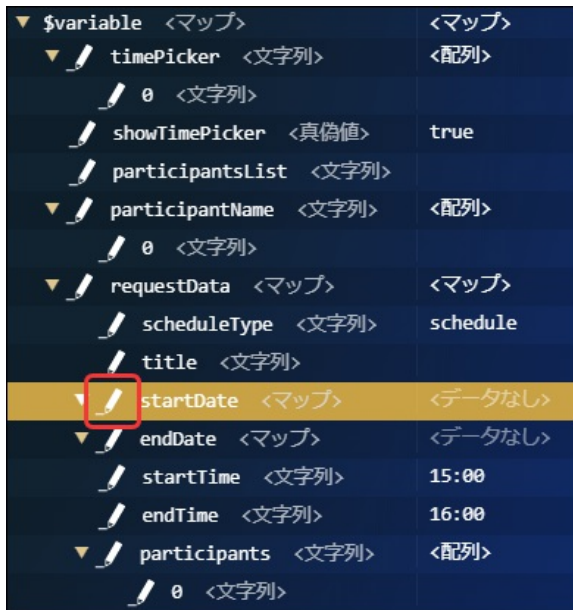 $variable <マップ> <マップ>
timePicker <文字列> <配列>
0 <文字列>
showTimePicker <真偽値> true
participantsList <文字列>
participantName <文字列> <配列>
0 <文字列>
requestData <マップ> <マップ>
scheduleType <文字列> schedule
title <文字列>
startDate <マップ> <データなし>
endDate <マップ> <データなし>
startTime <文字列> 15:00
endTime <文字列> 16:00
participants <文字列> <配列>
0 <文字列>